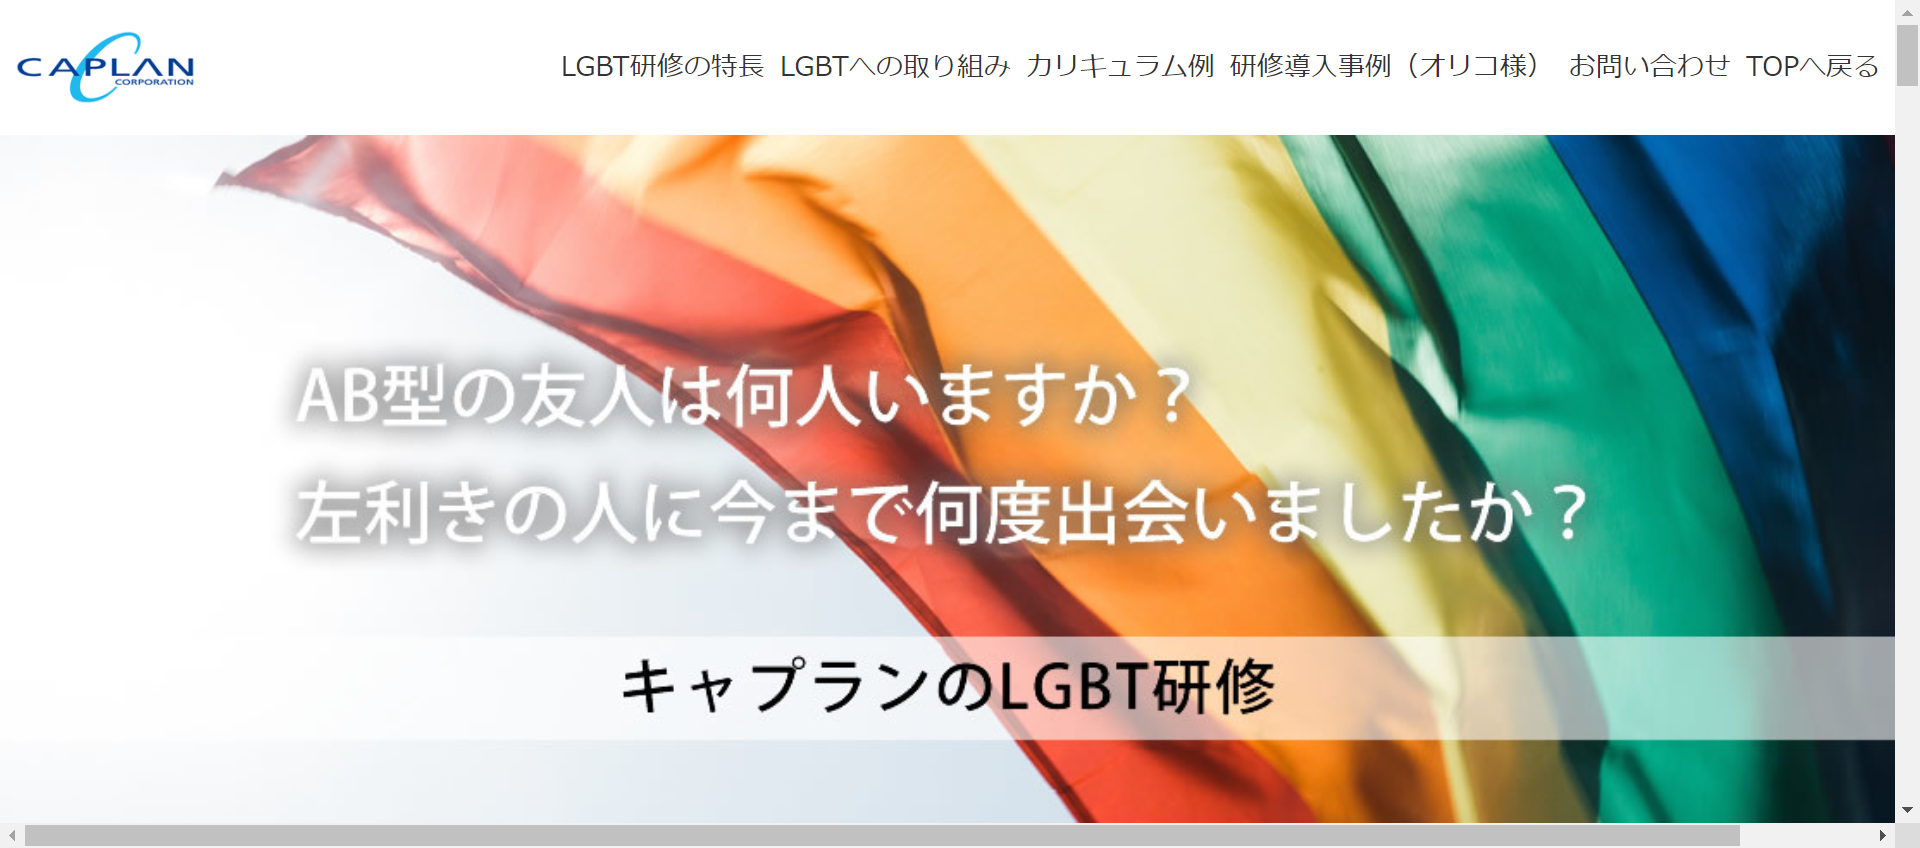 CAPLAN
CORPORATION
LGBT研修の特長 LGBTへの取り組み カリキュラム例 研修導入事例（オリコ様） お問い合わせ TOPへ戻る
AB型の友人は何人いますか？
左利きの人に今まで何度出会いましたか？
キャプランのLGBT研修